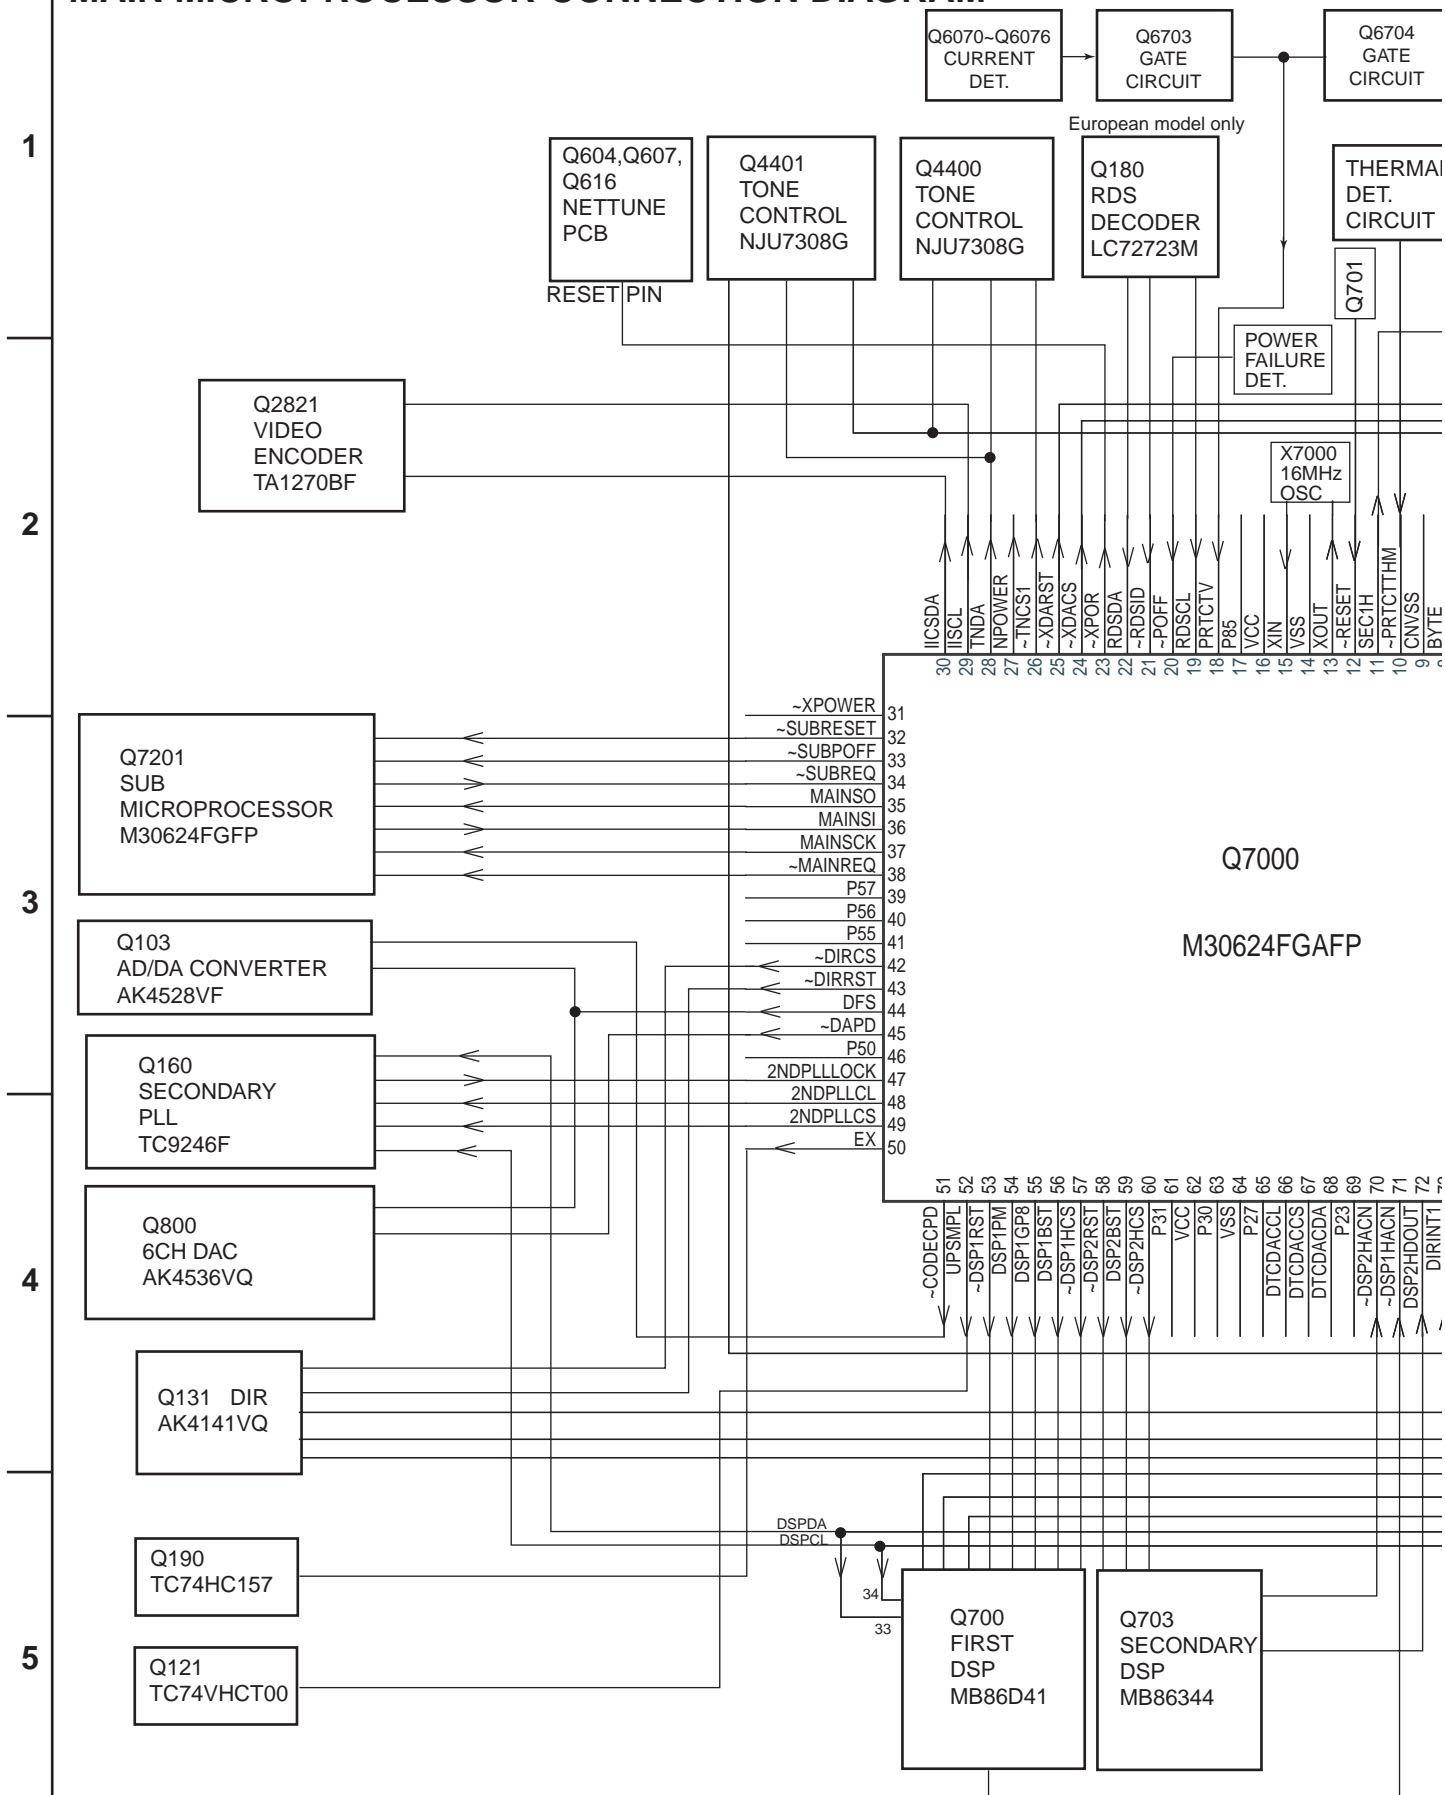 MAIN MICROPROCESSOR CONNECTION DIAGRAM
1
2
3
4
5
Q6070~Q6076
CURRENT
DET.
Q6703
GATE
CIRCUIT
Q6704
GATE
CIRCUIT
European model only
Q604,Q607,
Q616
NETTUNE
PCB
RESET PIN
Q4401
TONE
CONTROL
NJU7308G
Q4400
TONE
CONTROL
NJU7308G
Q180
RDS
DECODER
LC72723M
THERMAL
DET.
CIRCUIT
Q701
POWER
FAILURE
DET.
Q2821
VIDEO
ENCODER
TA1270BF
X7000
16MHz
OSC
IICSDA
IISCL
TNDA
NPOWER
~TNCS1
~XDARST
~XDACS
~XPOR
RDSDA
~RDSID
~POFF
RDSCL
PRTCTV
P85
VCC
XIN
VSS
XOUT
~RESET
SEC1H
~PRTCTTHM
CNVSS
BYTE
30
29
28
27
26
25
24
23
22
21
20
19
18
17
16
15
14
13
12
11
10
9
8
~XPOWER 31
~SUBRESET 32
~SUBPOFF 33
~SUBREQ 34
MAINSO 35
MAINSI 36
MAINSCK 37
~MAINREQ 38
P57 39
P56 40
P55 41
~DIRCS 42
~DIRRST 43
DFS 44
~DAPD 45
P50 46
2NDPLLLOCK 47
2NDPLLCL 48
2NDPLLCS 49
EX 50
Q7201
SUB
MICROPROCESSOR
M30624FGFP
Q7000
M30624FGAFP
Q103
AD/DA CONVERTER
AK4528VF
Q160
SECONDARY
PLL
TC9246F
Q800
6CH DAC
AK4536VQ
51
52
53
54
55
56
57
58
59
60
61
62
63
64
65
66
67
68
69
70
71
72
73
~CODECPD
UPSMPL
~DSP1RST
DSP1PM
DSP1GP8
DSP1BST
~DSP1HCS
~DSP2RST
DSP2BST
~DSP2HCS
P31
VCC
P30
VSS
P27
DTCDACCL
DTCDACCS
DTCDACDA
P23
~DSP2HACN
~DSP1HACN
DSP2HDOUT
DIRINT1
Q131 DIR
AK4141VQ
DSPDA
DSPCL
Q190
TC74HC157
34
33
Q700
FIRST
DSP
MB86D41
Q703
SECONDARY
DSP
MB86344
Q121
TC74VHCT00